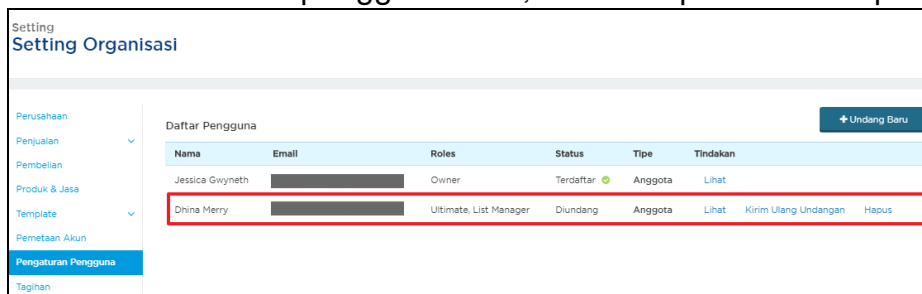 Setting
Setting Organisasi
Perusahaan
Penjualan
Pembelian
Produk & Jasa
Template
Pemetaan Akun
Pengaturan Pengguna
Tagihan
Daftar Pengguna
+ Undang Baru
Nama Email Roles Status Tipe Tindakan
Jessica Gwyneth Owner Terdaftar Anggota Lihat
Dhina Merry Ultimate, List Manager Diundang Anggota Lihat Kirim Ulang Undangan Hapus